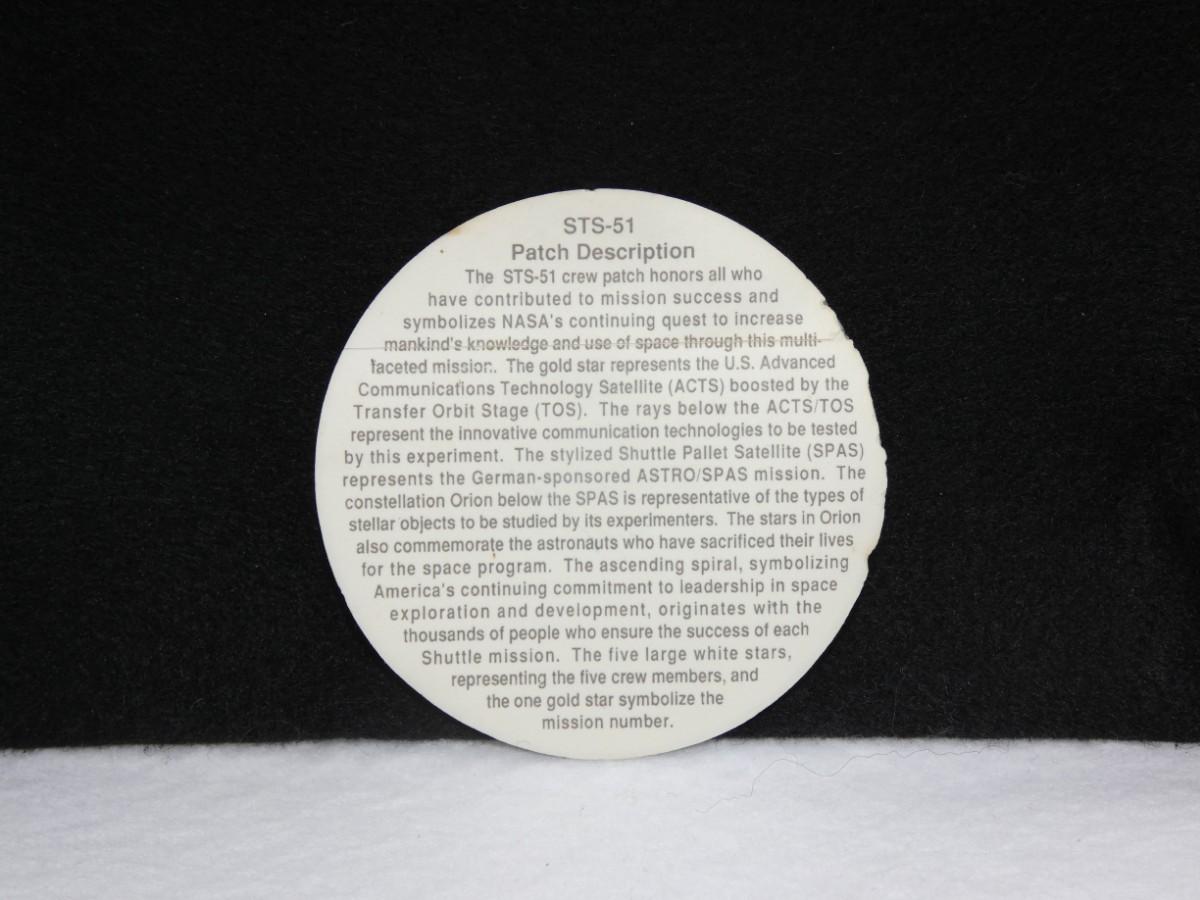 STS-51
Patch Description
The STS-51 crew patch honors all who
have contributed to mission success and
symbolizes NASA's continuing quest to increase
mankind's knowledge and use of space through this multi-
faceted mission. The gold star represents the U.S. Advanced
Communications Technology Satellite (ACTS) boosted by the
Transfer Orbit Stage (TOS). The rays below the ACTS/TOS
represent the innovative communication technologies to be tested
by this experiment. The stylized Shuttle Pallet Satellite (SPAS)
represents the German-sponsored ASTRO/SPAS mission. The
constellation Orion below the SPAS is representative of the types of
stellar objects to be studied by its experimenters. The stars in Orion
also commemorate the astronauts who have sacrificed their lives
for the space program. The ascending spiral, symbolizing
America's continuing commitment to leadership in space
exploration and development, originates with the
thousands of people who ensure the success of each
Shuttle mission. The five large white stars,
representing the five crew members, and
the one gold star symbolize the
mission number.